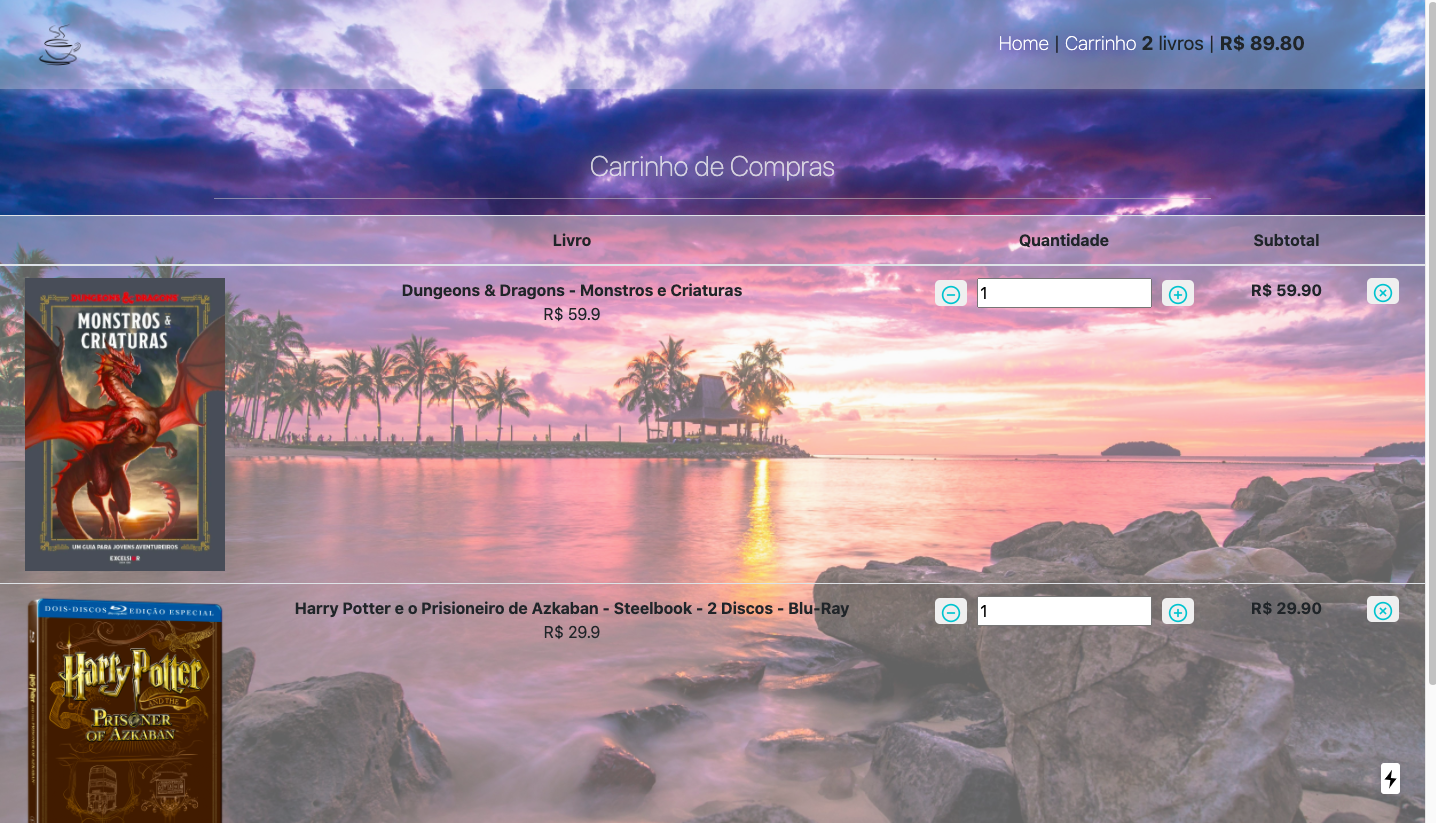 Home | Carrinho 2 livros | R$ 89.80
Carrinho de Compras
Livro Quantidade Subtotal
DUNGEONS & DRAGONS
MONSTROS &
CRIATURAS
UM GUIA PARA JOVENS AVENTUREIROS
EXCELSIOR
Dungeons & Dragons - Monstros e Criaturas
R$ 59.9
1
R$ 59.90
DOIS-DISCOS Blu-ray EDIÇÃO ESPECIAL
Harry Potter
AND THE
PRISONER
OF AZKABAN
Harry Potter e o Prisioneiro de Azkaban - Steelbook - 2 Discos - Blu-Ray
R$ 29.9
1
R$ 29.90